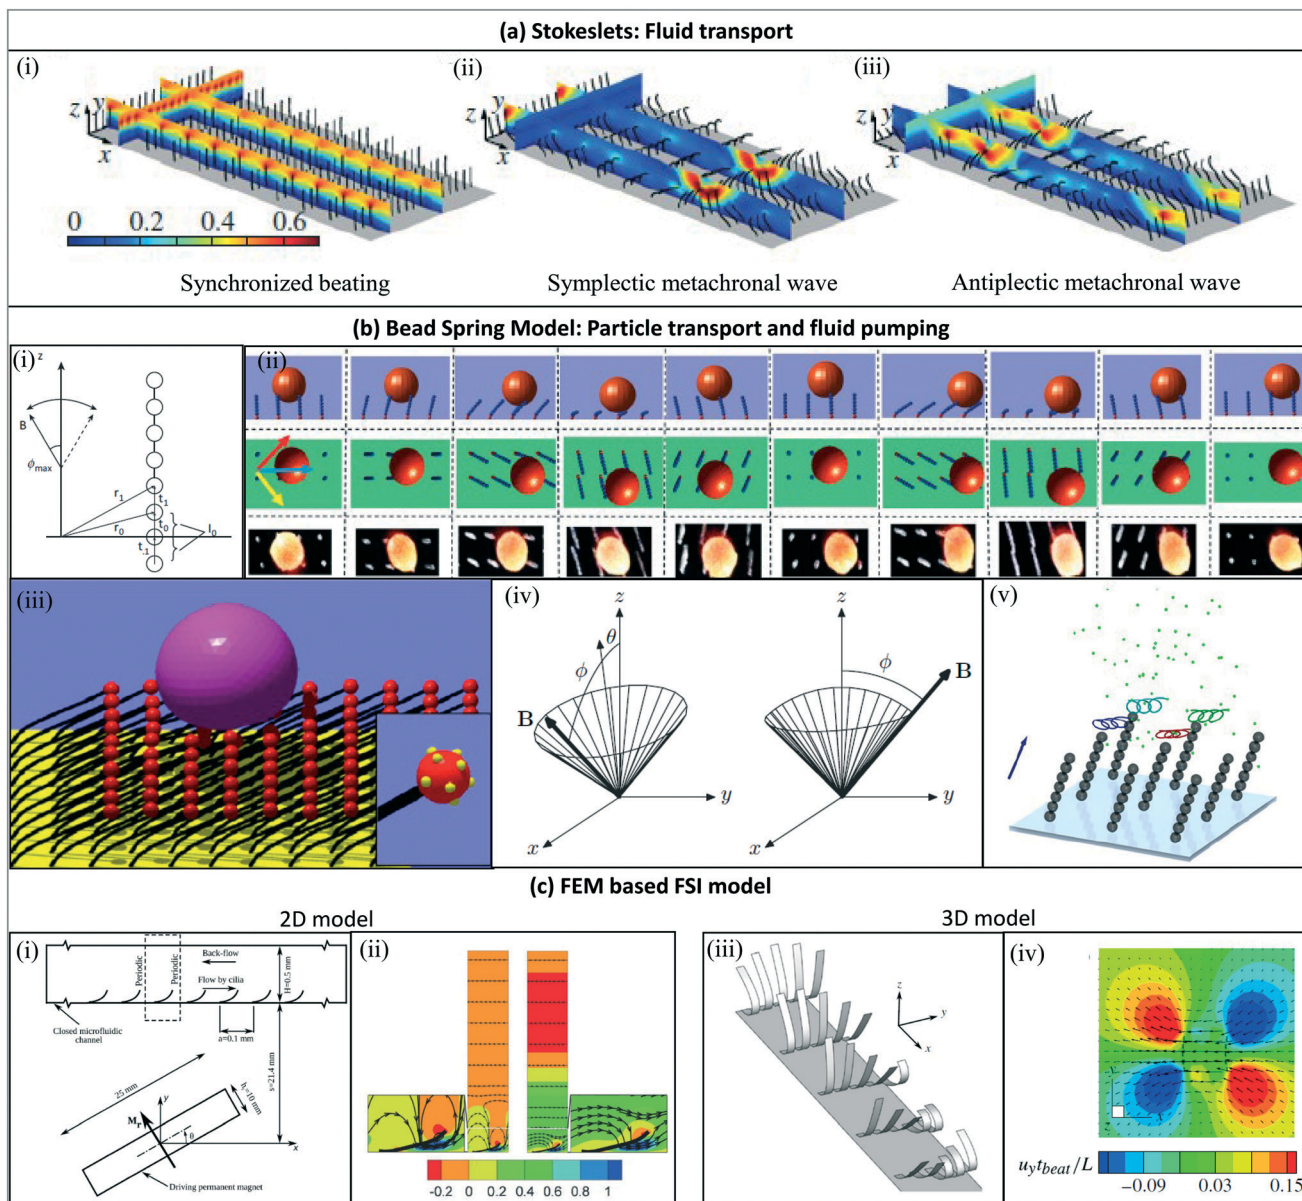 (a) Stokeslets: Fluid transport
(i)
(ii)
(iii)
z y
x
z y
x
z y
x
0 0.2 0.4 0.6
Synchronized beating
Symplectic metachronal wave
Antiplectic metachronal wave
(b) Bead Spring Model: Particle transport and fluid pumping
(i)
z
B
ϕmax
r1
t1
r0
t0
l0
t-1
(ii)
(iii)
(iv)
z
θ
ϕ
B
y
x
z
ϕ
B
y
x
(v)
(c) FEM based FSI model
2D model
3D model
(i)
Periodic
Periodic
Back-flow
Flow by cilia
H=0.5 mm
Closed microfluidic
channel
a=0.1 mm
s=21.4 mm
25 mm
h_r=10 mm
M_r
y
θ
x
Driving permanent magnet
(ii)
-0.2 0 0.2 0.4 0.6 0.8 1
(iii)
z
y
x
(iv)
u_y t_beat/L
-0.09 0.03 0.15